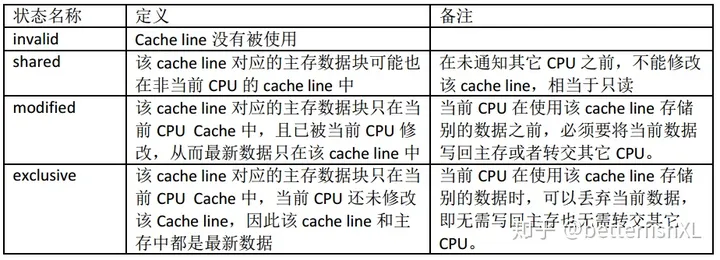 状态名称 定义 备注
invalid Cache line 没有被使用
shared 该 cache line 对应的主存数据块可能也 在未通知其它 CPU 之前，不能修改
在非当前 CPU 的 cache line 中 该 cache line，相当于只读
modified 该 cache line 对应的主存数据块只在当 当前 CPU 在使用该 cache line 存储
前 CPU Cache 中，且已被当前 CPU 修 别的数据之前，必须要将当前数据
改，从而最新数据只在该 cache line 中 写回主存或者转交其它 CPU。
exclusive 该 cache line 对应的主存数据块只在当 当前 CPU 在使用该 cache line 存储
前 CPU Cache 中，当前 CPU 还未修改 别的数据时，可以丢弃当前数据，
该 Cache line，因此该 cache line 和主 即无需写回主存也无需转交其它
存中都是最新数据 CPU。
知乎 @betternshXL